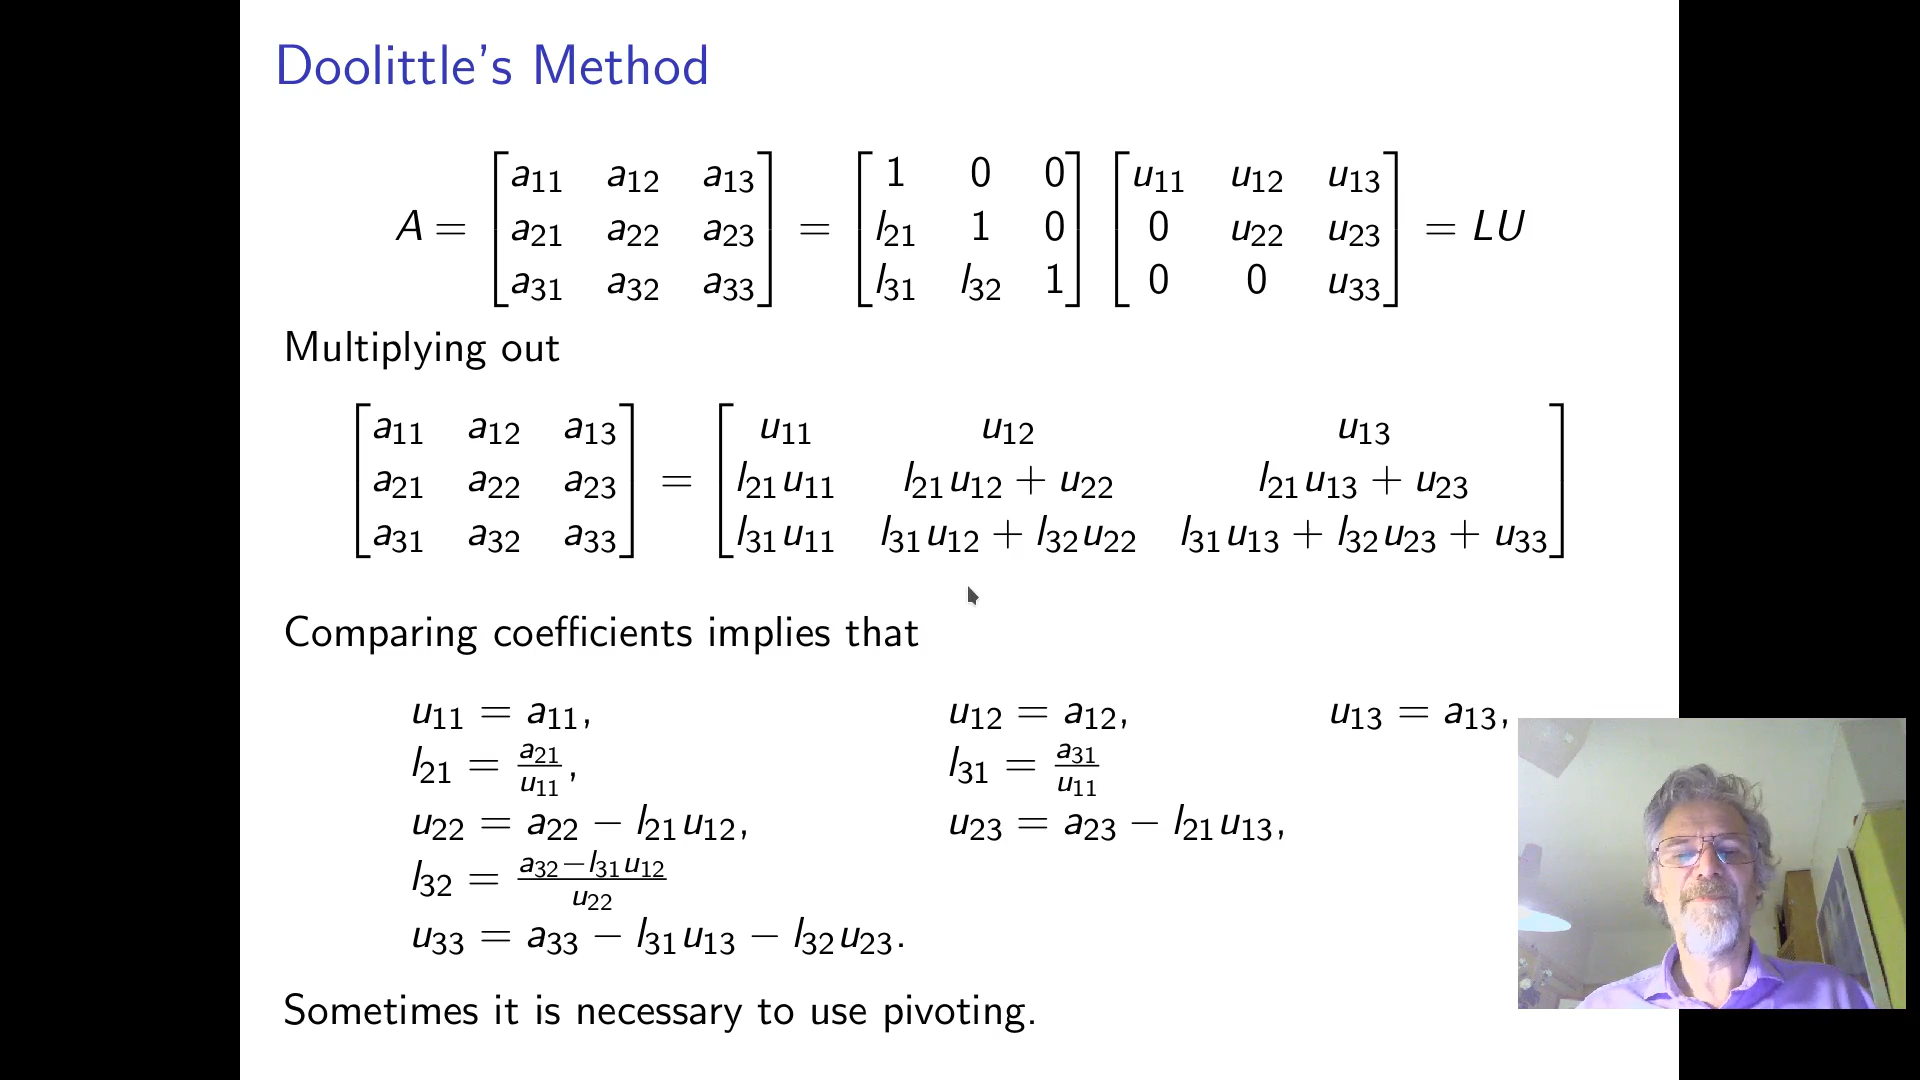 Doolittle's Method
A = [a₁₁ a₁₂ a₁₃; a₂₁ a₂₂ a₂₃; a₃₁ a₃₂ a₃₃] = [1 0 0; l₂₁ 1 0; l₃₁ l₃₂ 1] [u₁₁ u₁₂ u₁₃; 0 u₂₂ u₂₃; 0 0 u₃₃] = LU
Multiplying out
[a₁₁ a₁₂ a₁₃; a₂₁ a₂₂ a₂₃; a₃₁ a₃₂ a₃₃] = [u₁₁ u₁₂ u₁₃; l₂₁u₁₁ l₂₁u₁₂ + u₂₂ l₂₁u₁₃ + u₂₃; l₃₁u₁₁ l₃₁u₁₂ + l₃₂u₂₂ l₃₁u₁₃ + l₃₂u₂₃ + u₃₃]
Comparing coefficients implies that
u₁₁ = a₁₁, u₁₂ = a₁₂, u₁₃ = a₁₃,
l₂₁ = a₂₁/u₁₁, l₃₁ = a₃₁/u₁₁
u₂₂ = a₂₂ − l₂₁u₁₂, u₂₃ = a₂₃ − l₂₁u₁₃,
l₃₂ = (a₃₂−l₃₁u₁₂)/u₂₂
u₃₃ = a₃₃ − l₃₁u₁₃ − l₃₂u₂₃.
Sometimes it is necessary to use pivoting.